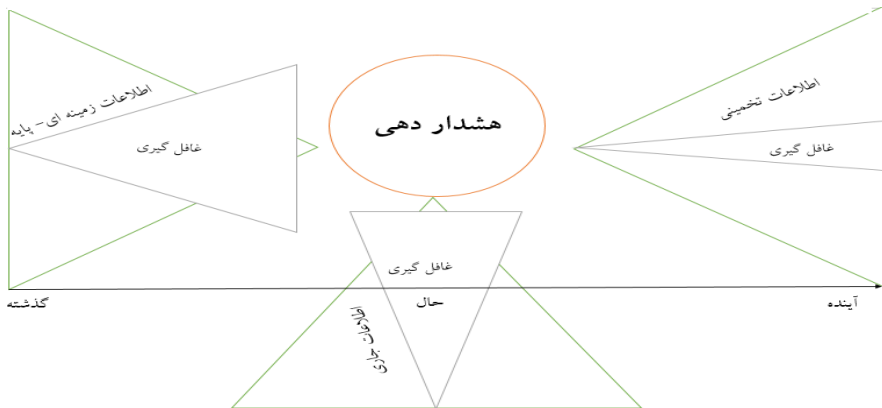 اطلاعات تخمینی
هشدار دهی
اطلاعات زمینه ای- پایه
غافل گیری
غافل گیری
غافل گیری
گذشته
حال
آینده
اطلاعات جاری